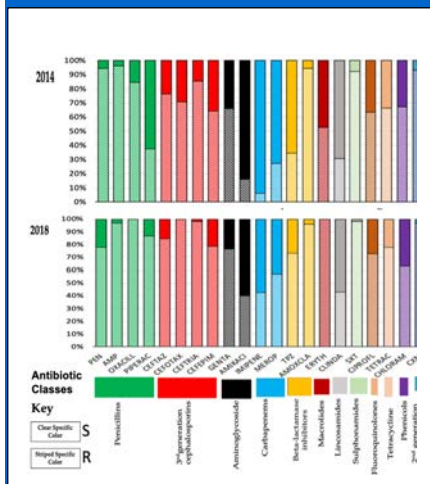 2014
100%
90%
80%
70%
60%
50%
40%
30%
20%
10%
0%
2018
100%
90%
80%
70%
60%
50%
40%
30%
20%
10%
0%
PEN
AMP
OXACILL
PIPERAC
CEFTAZ
CEFOTAX
CEFTRIA
CEFEPIM
GENTA
AMIKACI
IMIPENE
MEROP
TPZ
AMOXCLA
ERYTH
CLINDA
SXT
CIPROFL
TETRAC
CHLORAM
Antibiotic
Classes
Penicillins
3rd generation
cephalosporins
Aminoglycoside
Carbapenems
Beta-lactamase
inhibitors
Macrolides
Lincosamides
Sulphonamides
Fluoroquinolones
Tetracycline
Phenicols
2nd generation
Key
Clear Specific
Color
S
Striped Specific
Color
R